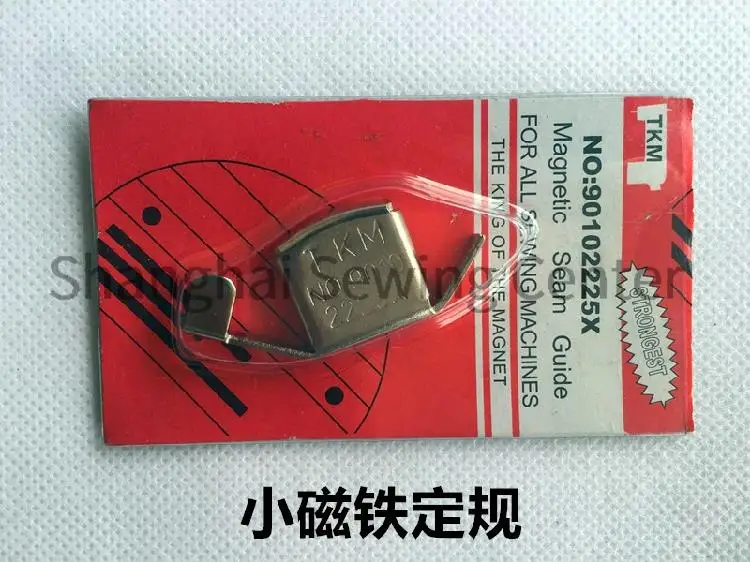 TKM
NO:90102225X
Magnetic Seam Guide
FOR ALL SEWING MACHINES
THE KING OF THE MAGNET
STRONGEST
TKM
Shanghai Sewing Center
小磁铁定规